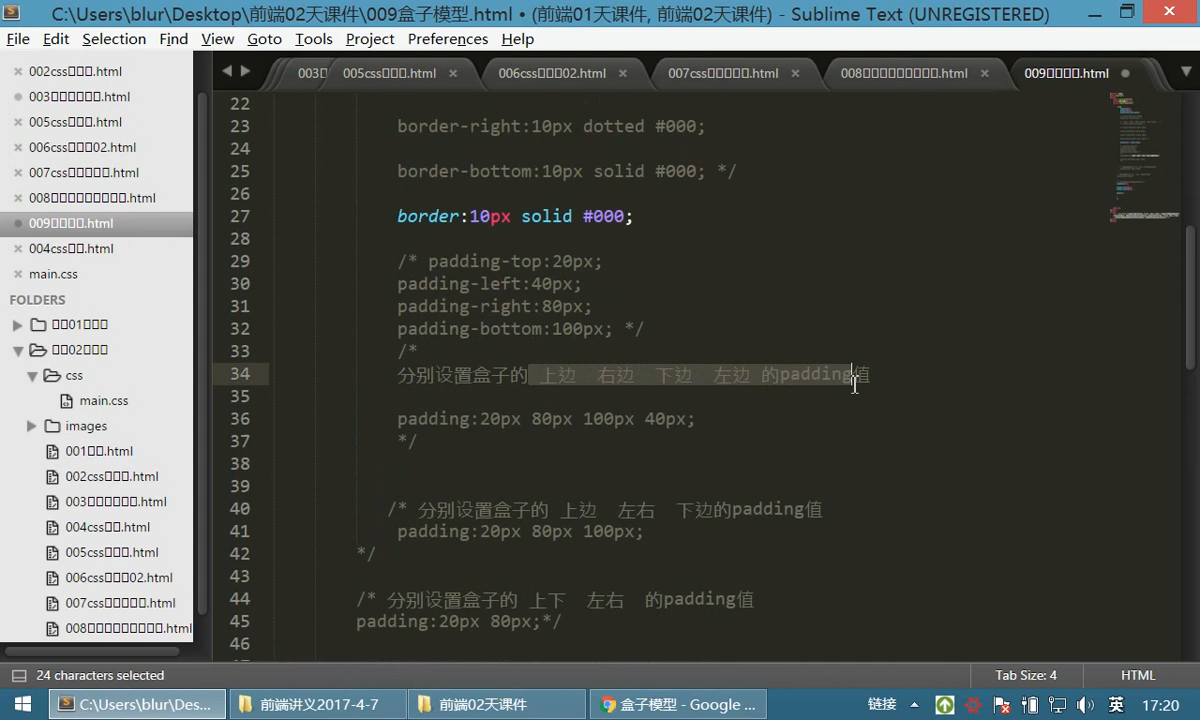 C:\Users\blur\Desktop\前端02天课件\009盒子模型.html • (前端01天课件, 前端02天课件) - Sublime Text (UNREGISTERED)
File Edit Selection Find View Goto Tools Project Preferences Help
002css
.html
003
.html
005css
.html
006css
02.html
007css
.html
008
.html
009
.html
004css
.html
main.css
FOLDERS
01
02
css
main.css
images
001
.html
002css
.html
003
.html
004css
.html
005css
.html
006css
02.html
007css
.html
008
.html
003
005css
.html
006css
02.html
007css
.html
008
.html
009
.html
22
23 border-right:10px dotted #000;
24
25 border-bottom:10px solid #000; */
26
27 border:10px solid #000;
28
29 /* padding-top:20px;
30 padding-left:40px;
31 padding-right:80px;
32 padding-bottom:100px; */
33 /*
34 分别设置盒子的 上边 右边 下边 左边 的padding值
35
36 padding:20px 80px 100px 40px;
37 */
38
39
40 /* 分别设置盒子的 上边 左右 下边的padding值
41 padding:20px 80px 100px;
42 */
43
44 /* 分别设置盒子的 上下 左右 的padding值
45 padding:20px 80px;*/
46
24 characters selected
Tab Size: 4
HTML
C:\Users\blur\Des...
前端讲义2017-4-7
前端02天课件
盒子模型 - Google ...
链接
英
17:20